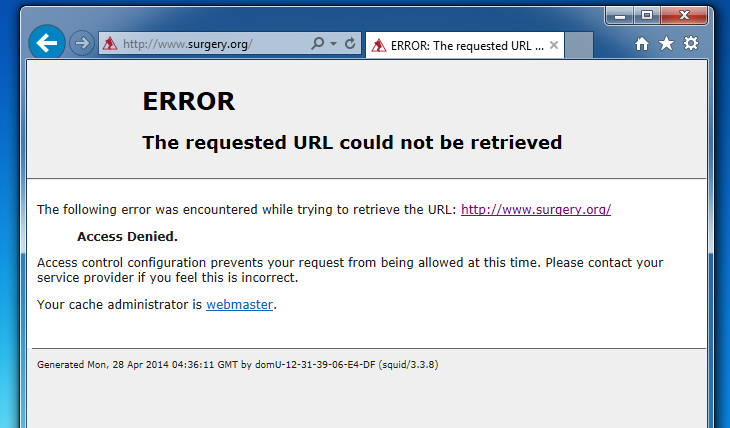 http://www.surgery.org/
ERROR: The requested URL ...
ERROR
The requested URL could not be retrieved
The following error was encountered while trying to retrieve the URL: http://www.surgery.org/
Access Denied.
Access control configuration prevents your request from being allowed at this time. Please contact your
service provider if you feel this is incorrect.
Your cache administrator is webmaster.
Generated Mon, 28 Apr 2014 04:36:11 GMT by domU-12-31-39-06-E4-DF (squid/3.3.8)